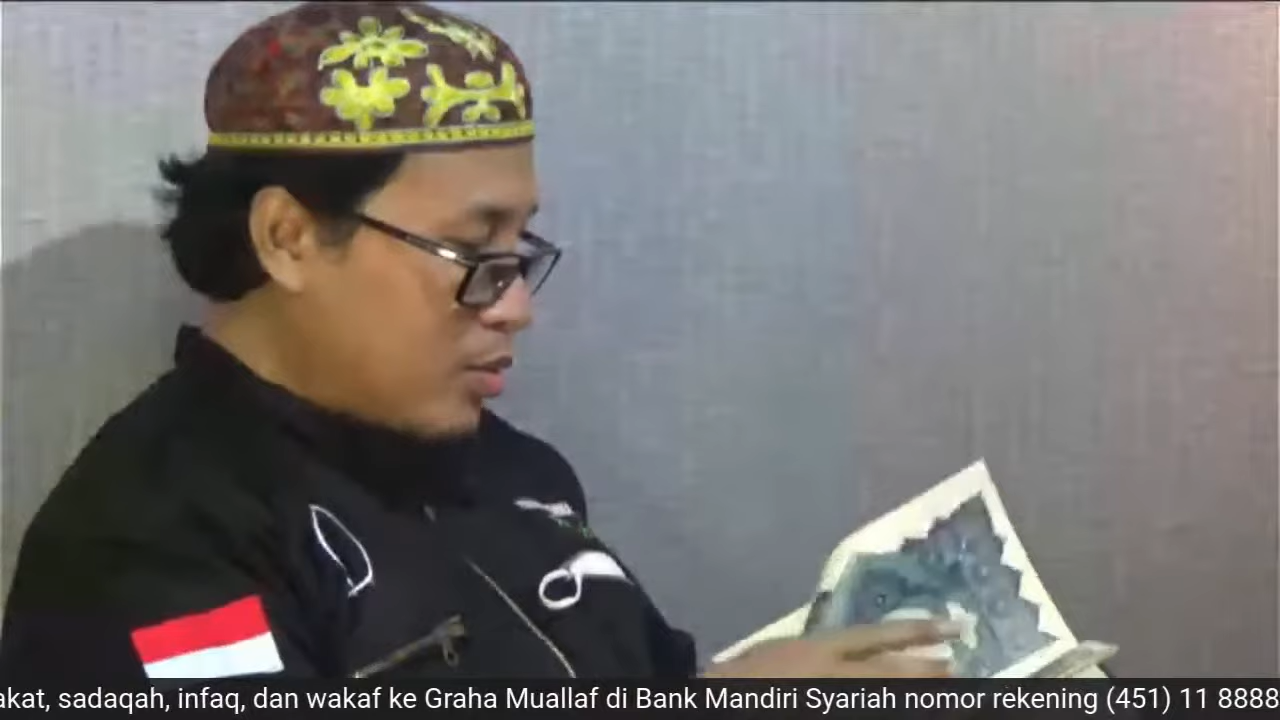 akat, sadaqah, infaq, dan wakaf ke Graha Muallaf di Bank Mandiri Syariah nomor rekening (451) 11 8888